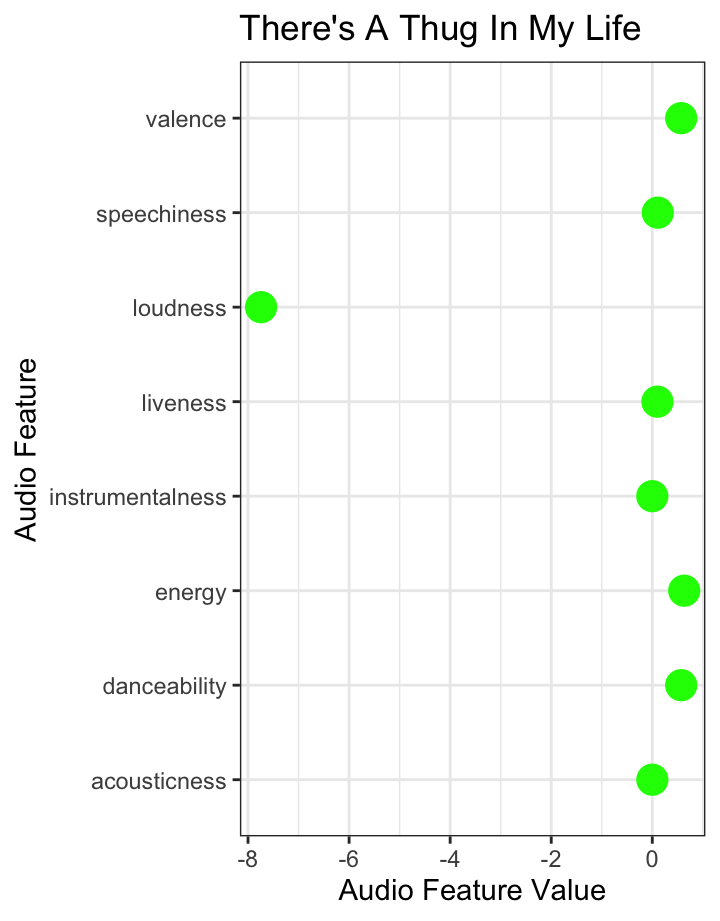 There's A Thug In My Life
Audio Feature
valence
speechiness
loudness
liveness
instrumentalness
energy
danceability
acousticness
-8 -6 -4 -2 0
Audio Feature Value